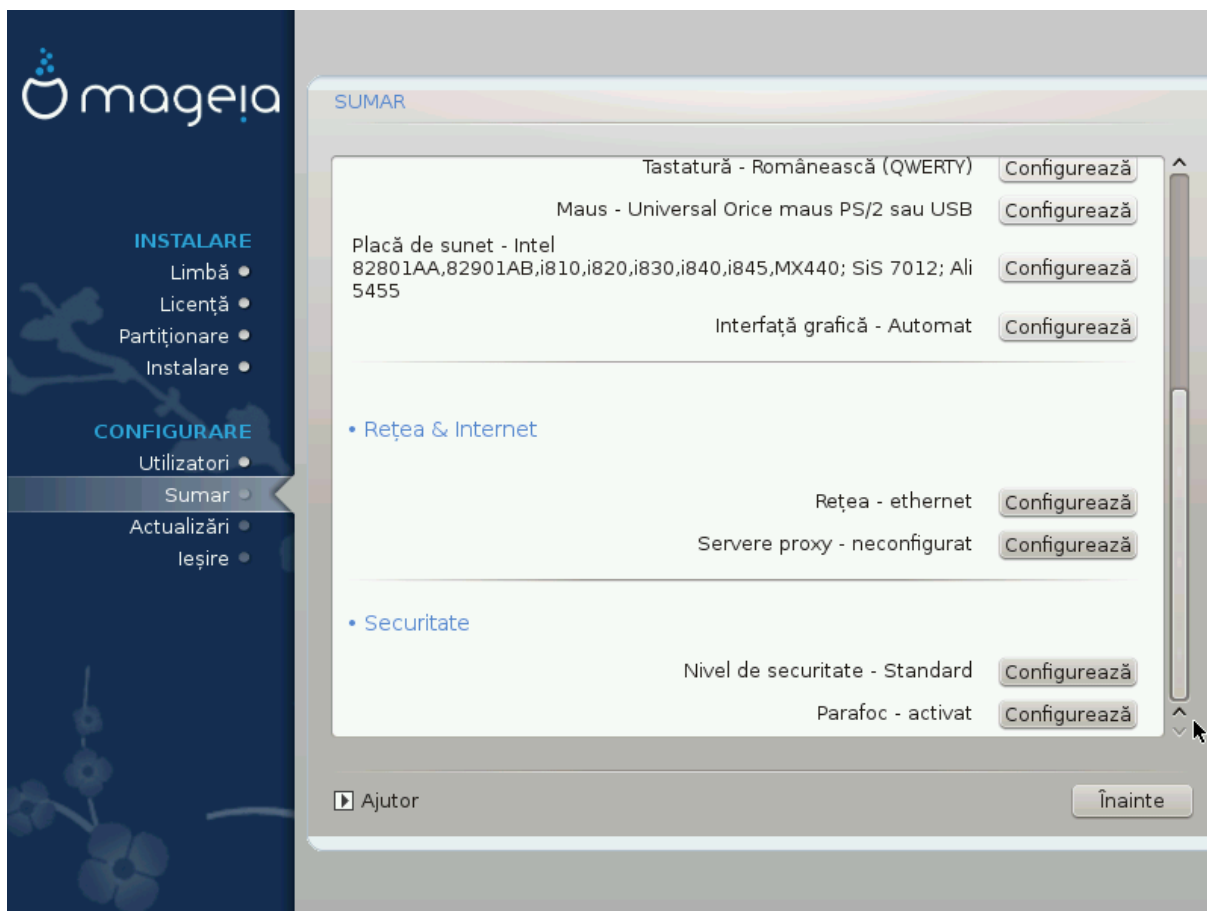 mageia
SUMAR
Tastatură - Românească (QWERTY) Configurează
Maus - Universal Orice maus PS/2 sau USB Configurează
Placă de sunet - Intel
82801AA,82901AB,i810,i820,i830,i840,i845,MX440; SiS 7012; Ali Configurează
5455
Interfață grafică - Automat Configurează
INSTALARE
Limbă
Licență
Partiționare
Instalare
CONFIGURARE
Utilizatori
Sumar
Actualizări
Ieșire
• Rețea & Internet
Rețea - ethernet Configurează
Servere proxy - neconfigurat Configurează
• Securitate
Nivel de securitate - Standard Configurează
Parafoc - activat Configurează
Ajutor
Înainte